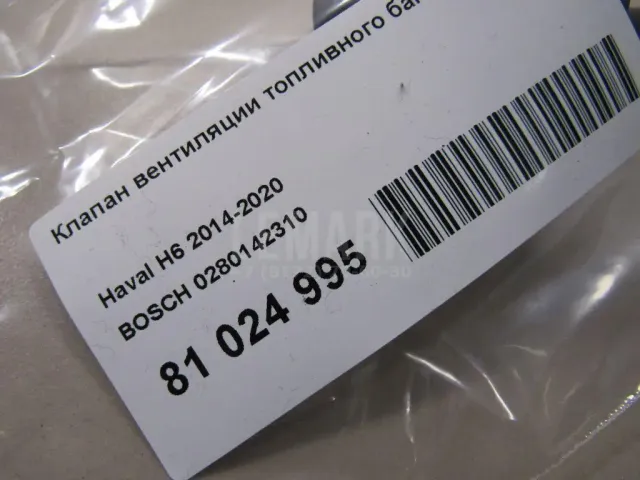 Клапан вентиляции топливного
Haval H6 2014-2020
BOSCH 0280142310
81 024 995